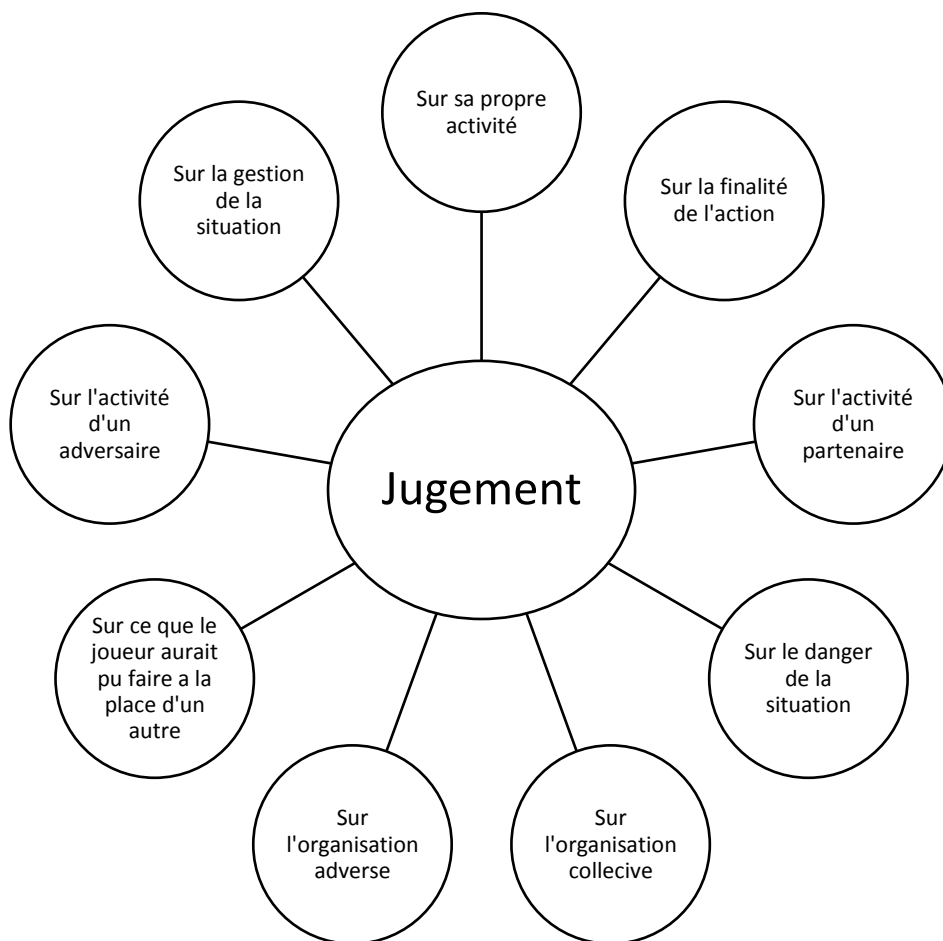 Sur sa propre
activité
Sur la finalité
de l'action
Sur l'activité
d'un
partenaire
Sur le danger
de la
situation
Sur
l'organisation
collecive
Sur
l'organisation
adverse
Sur ce que le
joueur aurait
pu faire a la
place d'un
autre
Sur l'activité
d'un
adversaire
Sur la gestion
de la
situation
Jugement